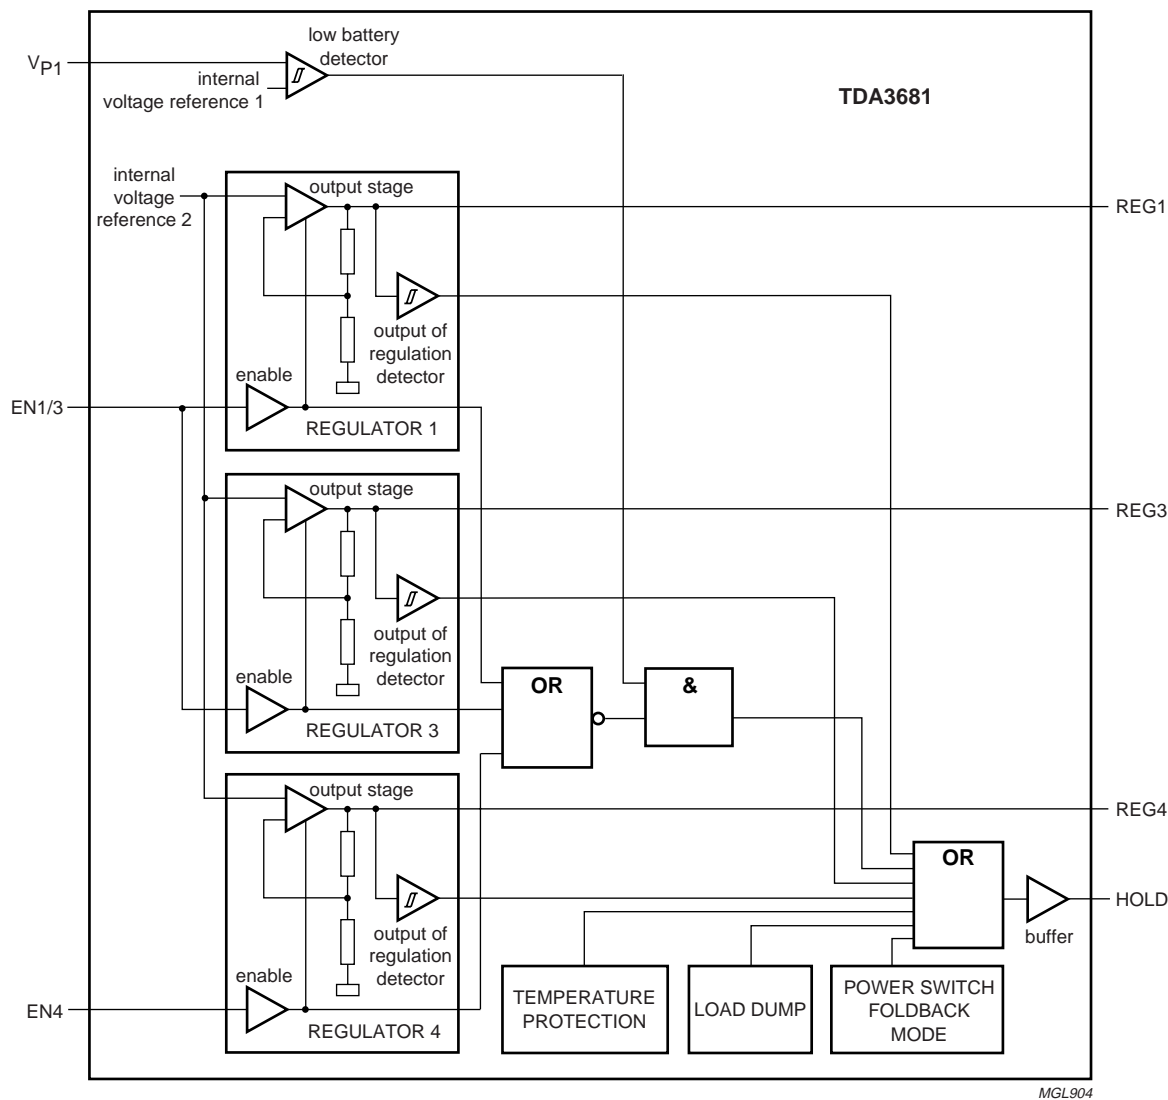 low battery
detector
VP1
internal
voltage reference 1
TDA3681
internal
voltage
reference 2
output stage
REG1
output of
regulation
detector
enable
EN1/3
REGULATOR 1
output stage
REG3
output of
regulation
detector
enable
REGULATOR 3
OR
&
output stage
REG4
OR
HOLD
buffer
output of
regulation
detector
enable
EN4
REGULATOR 4
TEMPERATURE
PROTECTION
LOAD DUMP
POWER SWITCH
FOLDBACK
MODE
MGL904